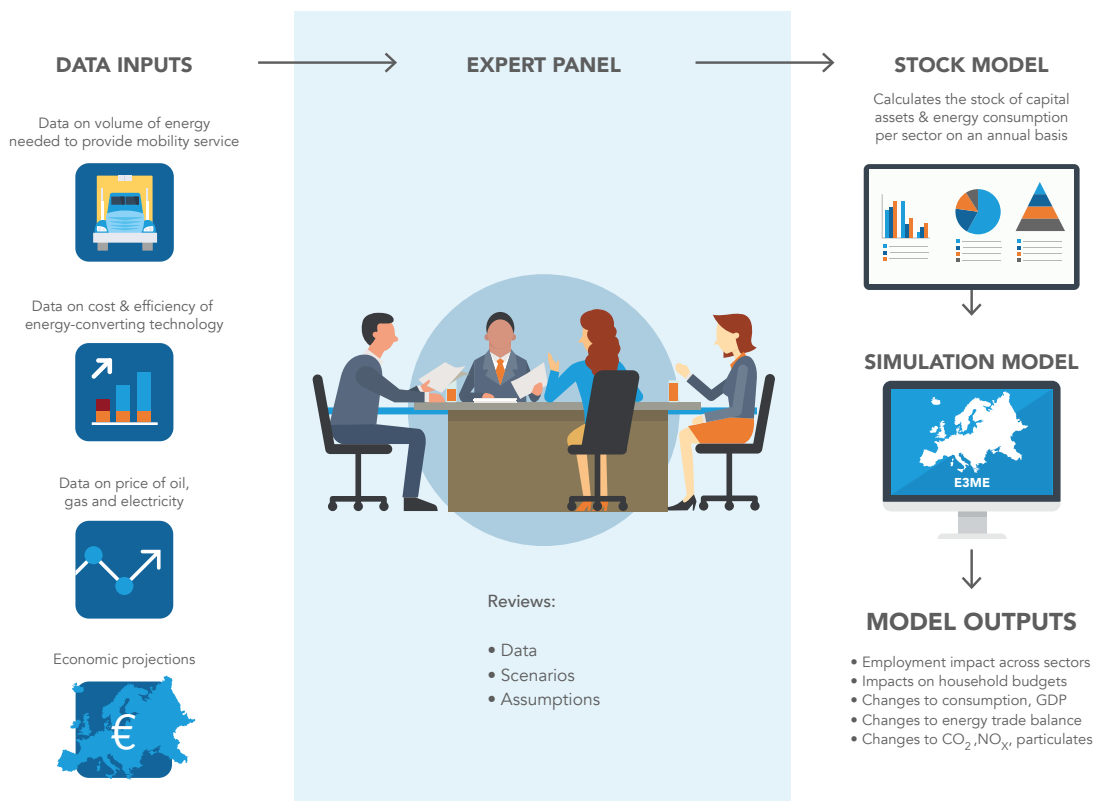 DATA INPUTS
Data on volume of energy
needed to provide mobility service
Data on cost & efficiency of
energy-converting technology
Data on price of oil,
gas and electricity
Economic projections
€
EXPERT PANEL
Reviews:
• Data
• Scenarios
• Assumptions
STOCK MODEL
Calculates the stock of capital
assets & energy consumption
per sector on an annual basis
SIMULATION MODEL
E3ME
MODEL OUTPUTS
• Employment impact across sectors
• Impacts on household budgets
• Changes to consumption, GDP
• Changes to energy trade balance
• Changes to CO₂ ,NOₓ, particulates